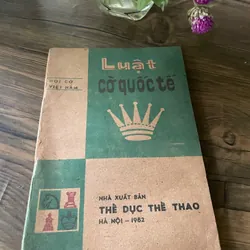 HỘI CỜ
VIỆT NAM
Luật
cờ quốc tế
NHÀ XUẤT BẢN
THỂ DỤC THỂ THAO
HÀ NỘI – 1982